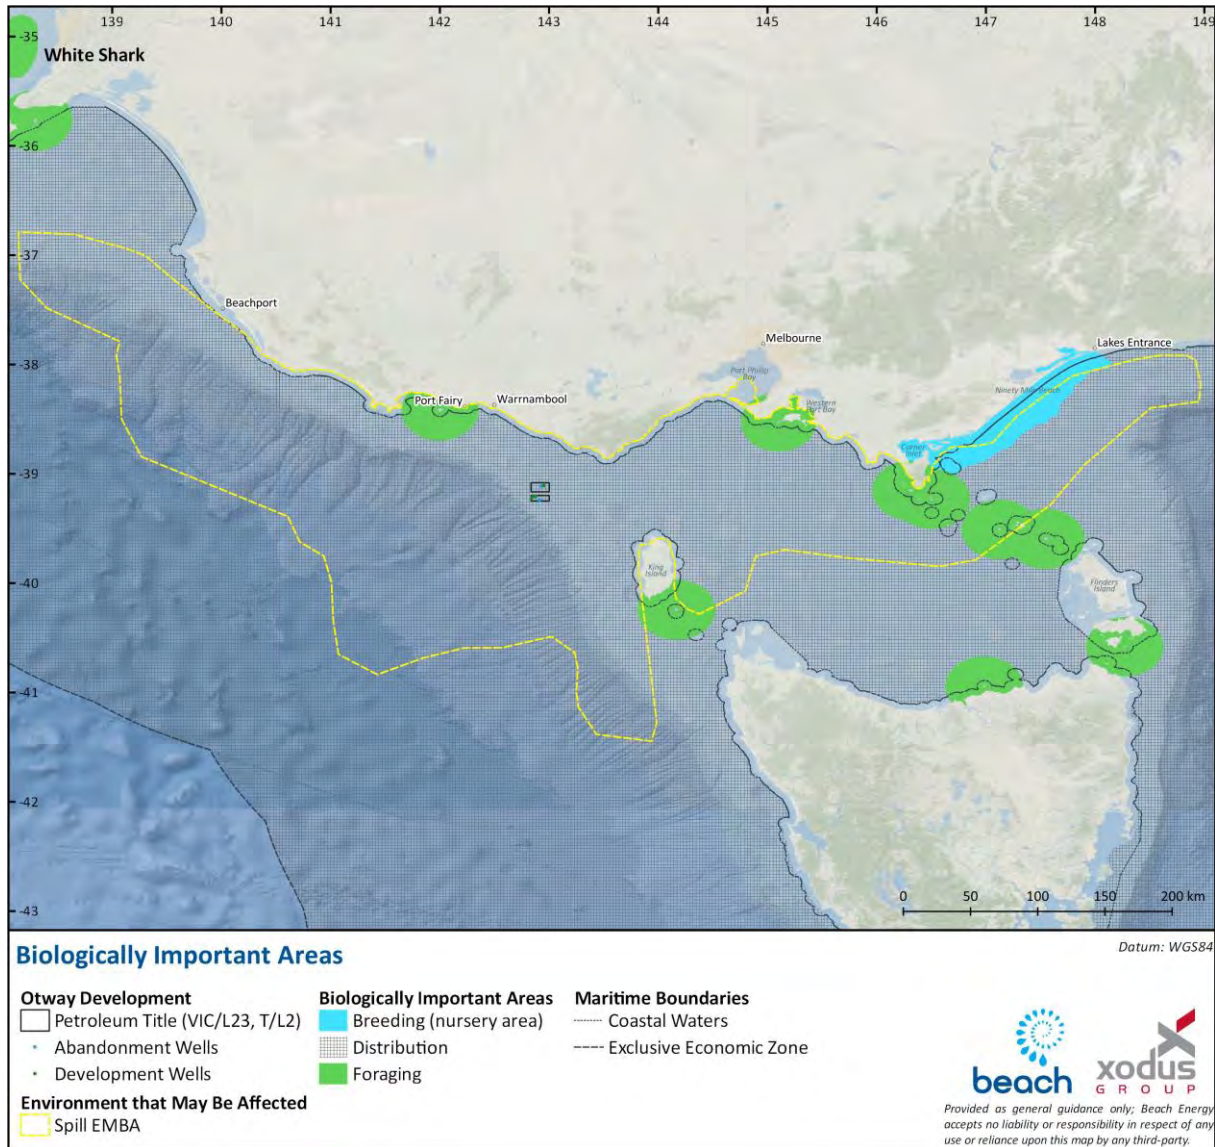 139 140 141 142 143 144 145 146 147 148 149
-35
White Shark
-36
-37
Beachport
Melbourne
-38
Lakes Entrance
Port Phillip
Bay
Ninety Mile Beach
Port Fairy
Warrnambool
Western
Port Bay
Corner
Inlet
-39
King
Island
-40
Flinders
Island
-41
-42
0 50 100 150 200 km
-43
Biologically Important Areas
Datum: WGS84
Otway Development
Petroleum Title (VIC/L23, T/L2)
Abandonment Wells
Development Wells
Environment that May Be Affected
Spill EMBA
Biologically Important Areas
Breeding (nursery area)
Distribution
Foraging
Maritime Boundaries
Coastal Waters
Exclusive Economic Zone
beach
xodus
GROUP
Provided as general guidance only; Beach Energy
accepts no liability or responsibility in respect of any
use or reliance upon this map by any third-party.